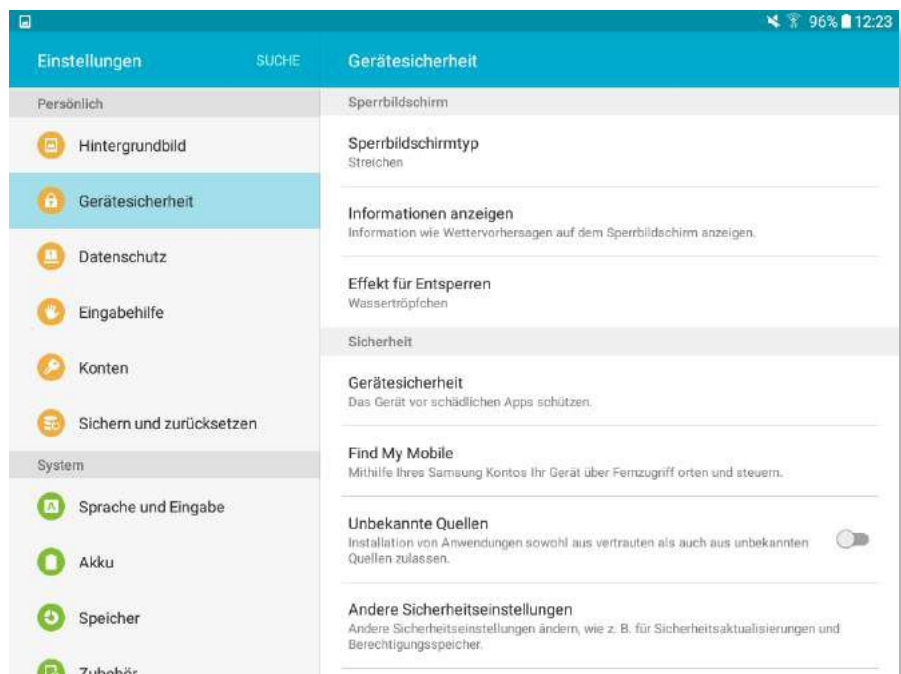 96% 12:23
Einstellungen SUCHE
Persönlich
Hintergrundbild
Gerätesicherheit
Datenschutz
Eingabehilfe
Konten
Sichern und zurücksetzen
System
Sprache und Eingabe
Akku
Speicher
Zubehör
Gerätesicherheit
Sperrbildschirm
Sperrbildschirmtyp
Streichen
Informationen anzeigen
Information wie Wettervorhersagen auf dem Sperrbildschirm anzeigen.
Effekt für Entsperren
Wassertröpfchen
Sicherheit
Gerätesicherheit
Das Gerät vor schädlichen Apps schützen.
Find My Mobile
Mithilfe Ihres Samsung Kontos Ihr Gerät über Fernzugriff orten und steuern.
Unbekannte Quellen
Installation von Anwendungen sowohl aus vertrauten als auch aus unbekannten
Quellen zulassen.
Andere Sicherheitseinstellungen
Andere Sicherheitseinstellungen ändern, wie z. B. für Sicherheitsaktualisierungen und
Berechtigungsspeicher.